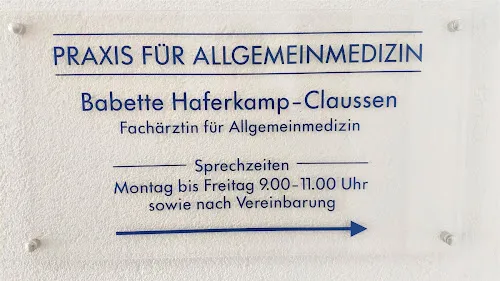 PRAXIS FÜR ALLGEMEINMEDIZIN
Babette Haferkamp-Claussen
Fachärztin für Allgemeinmedizin
Sprechzeiten
Montag bis Freitag 9.00-11.00 Uhr
sowie nach Vereinbarung